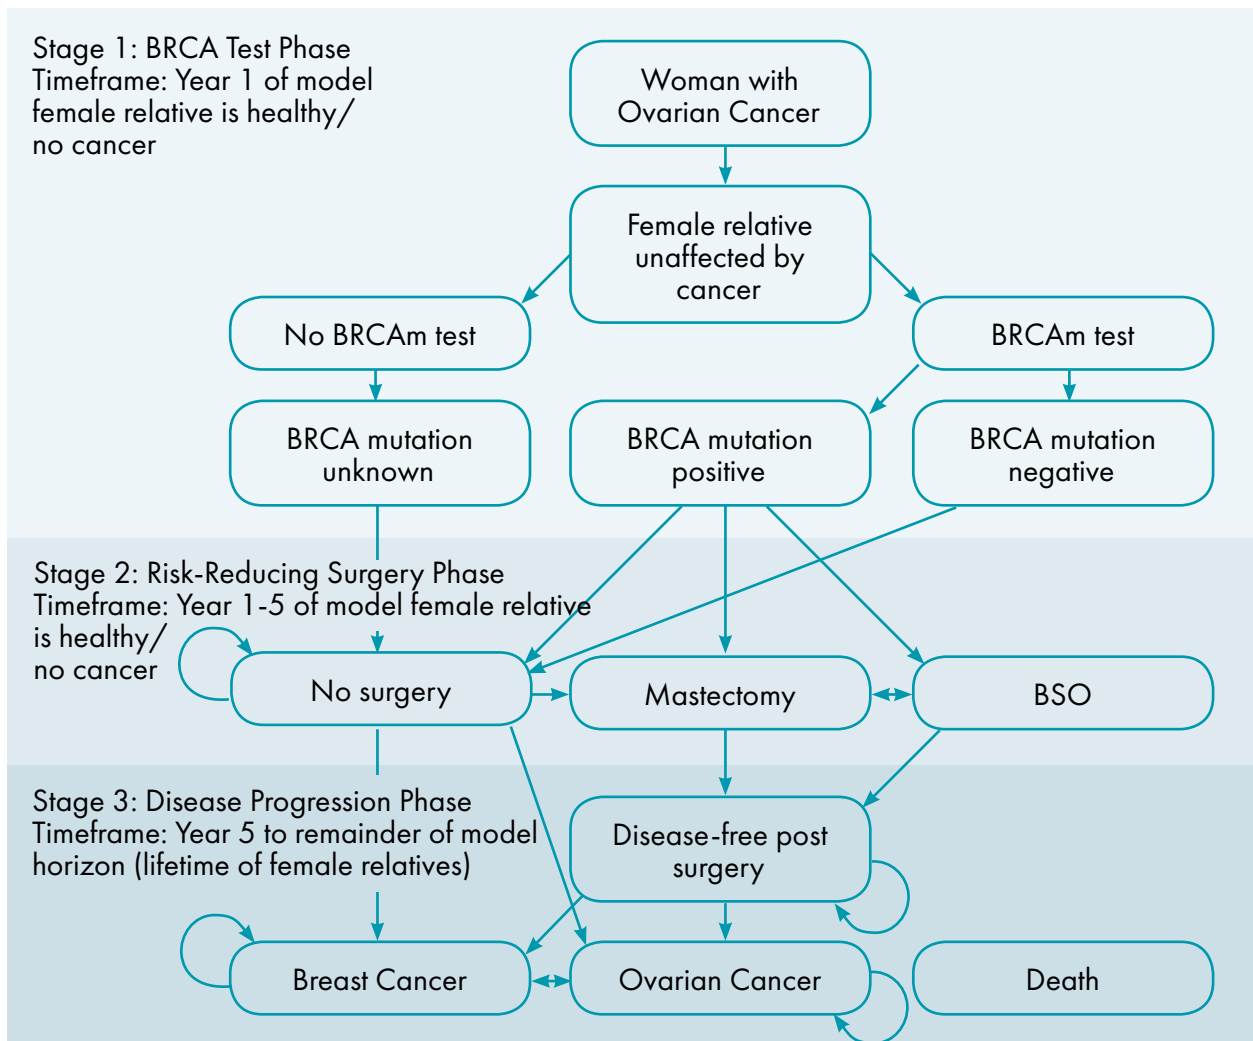 Stage 1: BRCA Test Phase
Timeframe: Year 1 of model
female relative is healthy/
no cancer
Woman with
Ovarian Cancer
Female relative
unaffected by
cancer
No BRCAm test
BRCAm test
BRCA mutation
unknown
BRCA mutation
positive
BRCA mutation
negative
Stage 2: Risk-Reducing Surgery Phase
Timeframe: Year 1-5 of model female relative
is healthy/
no cancer
No surgery
Mastectomy
BSO
Stage 3: Disease Progression Phase
Timeframe: Year 5 to remainder of model
horizon (lifetime of female relatives)
Disease-free post
surgery
Breast Cancer
Ovarian Cancer
Death